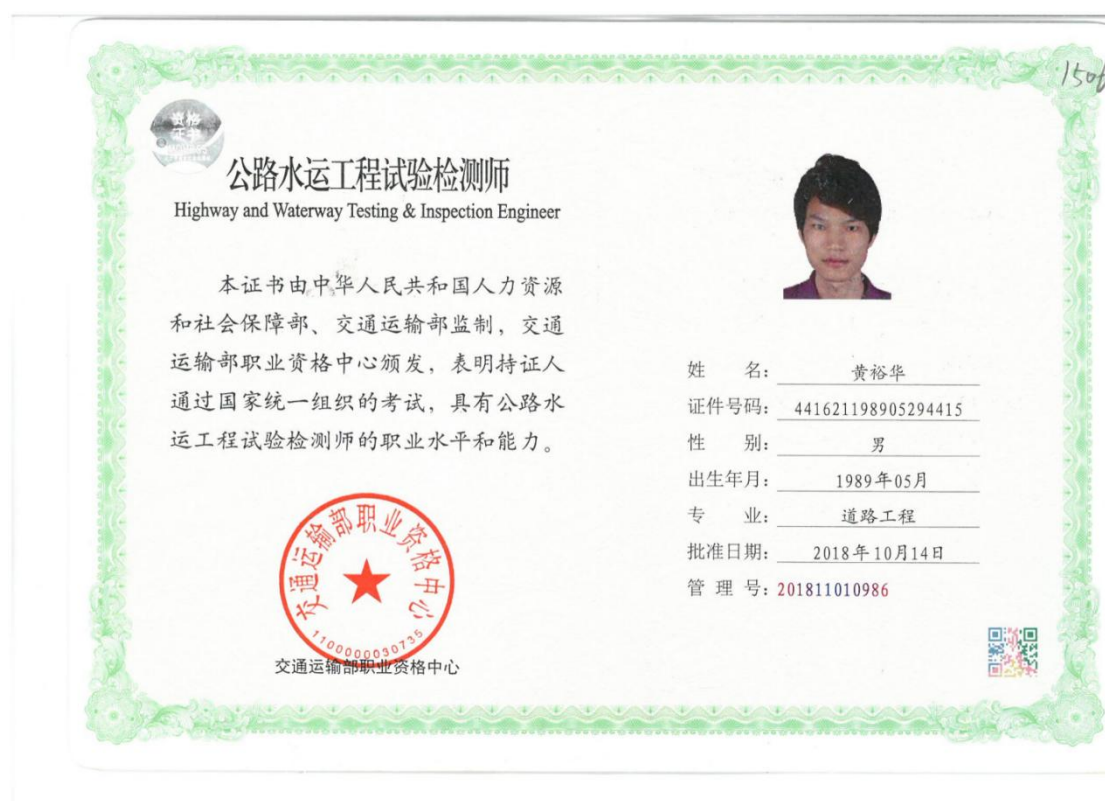 1506
资格
证书
公路水运工程试验检测师
Highway and Waterway Testing & Inspection Engineer
本证书由中华人民共和国人力资源
和社会保障部、交通运输部监制，交通
运输部职业资格中心颁发，表明持证人
通过国家统一组织的考试，具有公路水
运工程试验检测师的职业水平和能力。
交通运输部职业资格中心
1100000030735
交通运输部职业资格中心
姓 名：黄裕华
证件号码：441621198905294415
性 别：男
出生年月：1989年05月
专 业：道路工程
批准日期：2018年10月14日
管 理 号：201811010986